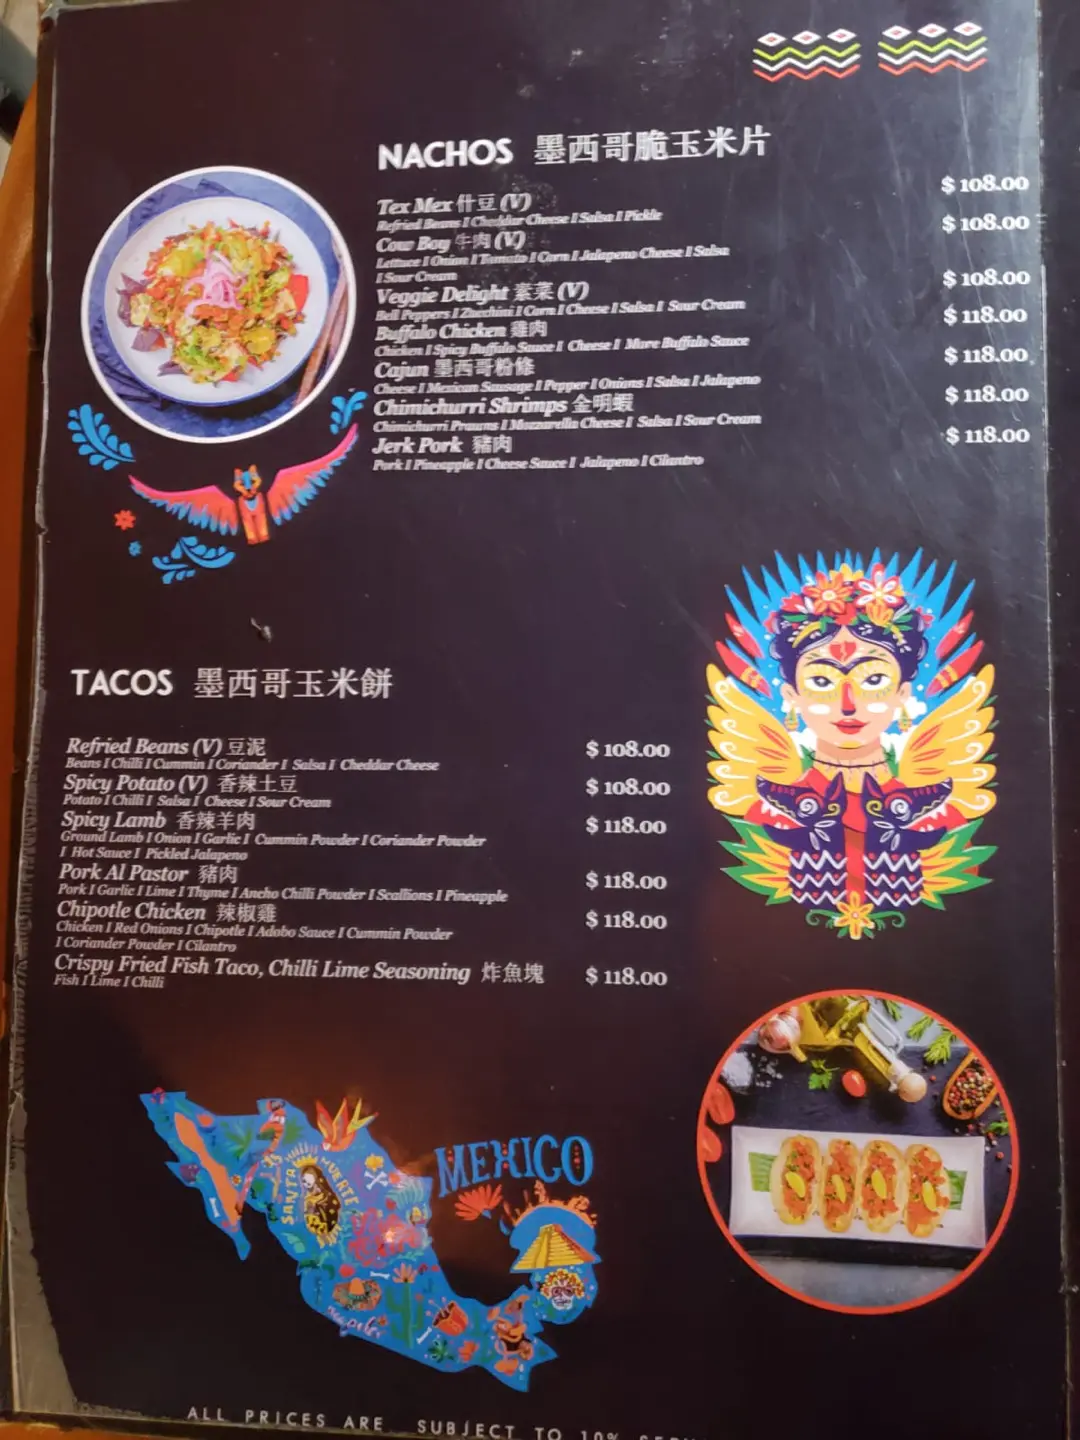 NACHOS 墨西哥脆玉米片
Tex Mex 什豆 (V) $ 108.00
Refried Beans I Cheddar Cheese I Salsa I Pickle
Cow Boy 牛肉 (V) $ 108.00
Lettuce I Onion I Tomato I Corn I Jalapeno Cheese I Salsa
I Sour Cream
Veggie Delight 素菜 (V) $ 108.00
Bell Peppers I Zucchini I Corn I Cheese I Salsa I Sour Cream
Buffalo Chicken 雞肉 $ 118.00
Chicken I Spicy Buffalo Sauce I Cheese I More Buffalo Sauce
Cajun 墨西哥粉條 $ 118.00
Cheese I Mexican Sausage I Pepper I Onions I Salsa I Jalapeno
Chimichurri Shrimps 金明蝦 $ 118.00
Chimichurri Prawns I Mozzarella Cheese I Salsa I Sour Cream
Jerk Pork 豬肉 $ 118.00
Pork I Pineapple I Cheese Sauce I Jalapeno I Cilantro
TACOS 墨西哥玉米餅
Refried Beans (V) 豆泥 $ 108.00
Beans I Chilli I Cummin I Coriander I Salsa I Cheddar Cheese
Spicy Potato (V) 香辣土豆 $ 108.00
Potato I Chilli I Salsa I Cheese I Sour Cream
Spicy Lamb 香辣羊肉 $ 118.00
Ground Lamb I Onion I Garlic I Cummin Powder I Coriander Powder
I Hot Sauce I Pickled Jalapeno
Pork Al Pastor 豬肉 $ 118.00
Pork I Garlic I Lime I Thyme I Ancho Chilli Powder I Scallions I Pineapple
Chipotle Chicken 辣椒雞 $ 118.00
Chicken I Red Onions I Chipotle I Adobo Sauce I Cummin Powder
I Coriander Powder I Cilantro
Crispy Fried Fish Taco, Chilli Lime Seasoning 炸魚塊 $ 118.00
Fish I Lime I Chilli
MEXICO
SANTA MUERTE
ALL PRICES ARE SUBJECT TO 10%